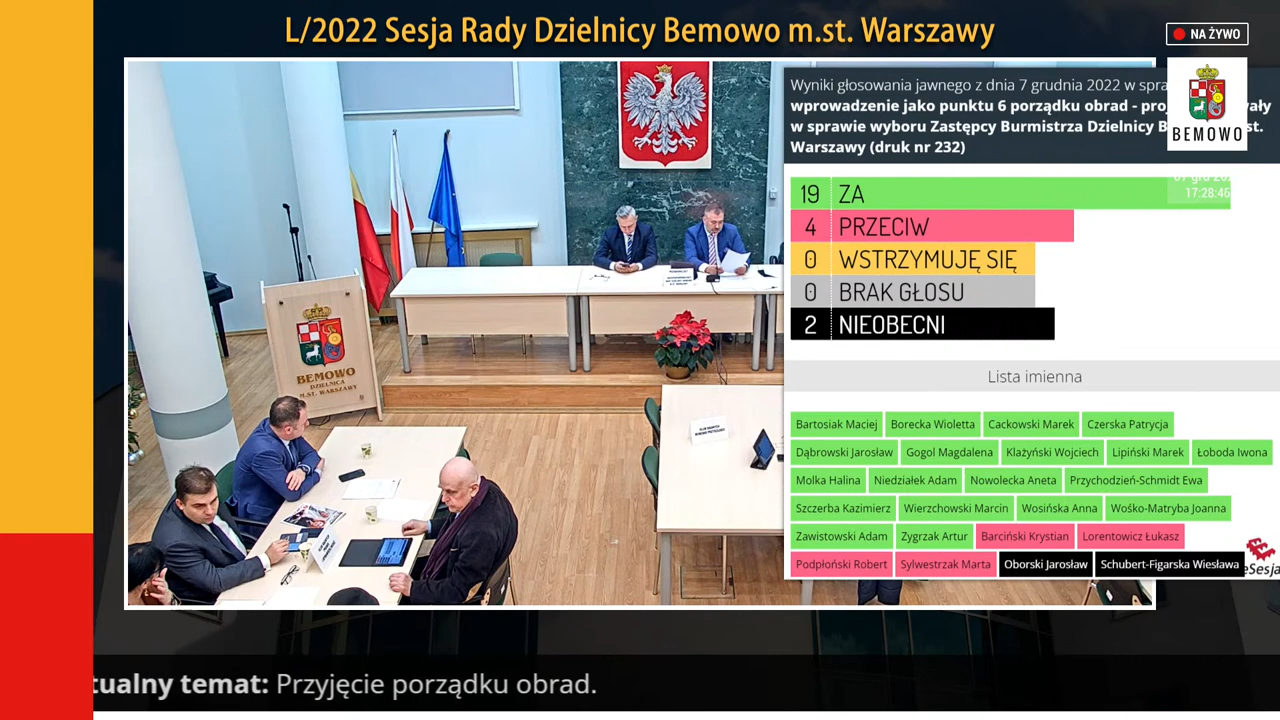 L/2022 Sesja Rady Dzielnicy Bemowo m.st. Warszawy
NA ŻYWO
Wyniki głosowania jawnego z dnia 7 grudnia 2022 w
wprowadzenie jako punktu 6 porządku obrad -
w sprawie wyboru Zastępcy Burmistrza Dzielnicy
Warszawy (druk nr 232)
BEMOWO
17:28:46
19 ZA
4 PRZECIW
0 WSTRZYMUJĘ SIĘ
0 BRAK GŁOSU
2 NIEOBECNI
Lista imienna
Bartosiak Maciej Borecka Wioletta Cackowski Marek Czerska Patrycja
Dąbrowski Jarosław Gogol Magdalena Klażyński Wojciech Lipiński Marek Łoboda Iwona
Molka Halina Niedziałek Adam Nowolecka Aneta Przychodzień-Schmidt Ewa
Szczerba Kazimierz Wierzchowski Marcin Wosińska Anna Wośko-Matryba Joanna
Zawistowski Adam Zygrzak Artur Barciński Krystian Lorentowicz Łukasz
Podpłoński Robert Sylwestrzak Marta Oborski Jarosław Schubert-Figarska Wiesława
eSesja
BEMOWO
DZIELNICA
M.ST. WARSZAWY
tualny temat: Przyjęcie porządku obrad.